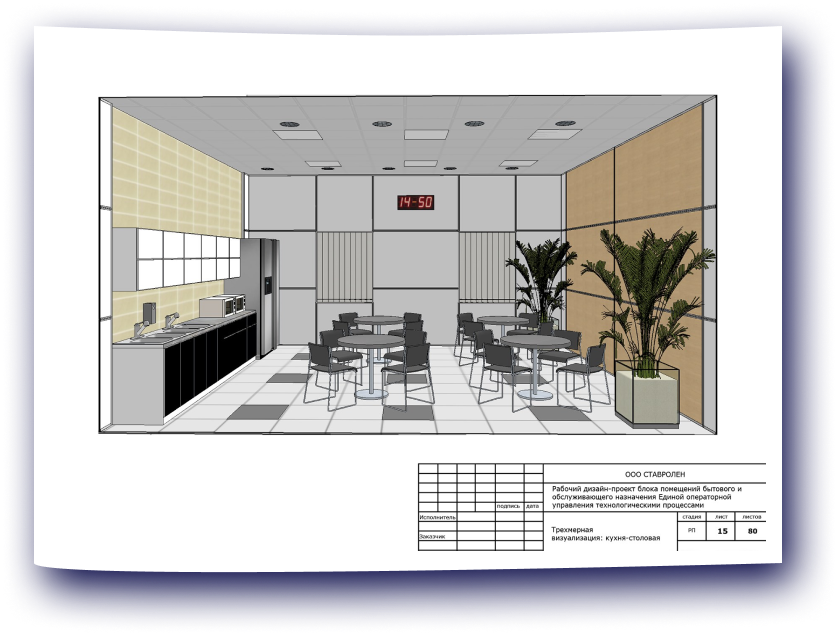 14-50
ООО СТАВРОЛЕН
Рабочий дизайн-проект блока помещений бытового и
обслуживающего назначения Единой операторной
управления технологическими процессами
подпись дата
Исполнитель
Заказчик
Трехмерная
визуализация: кухня-столовая
стадия лист листов
РП 15 80